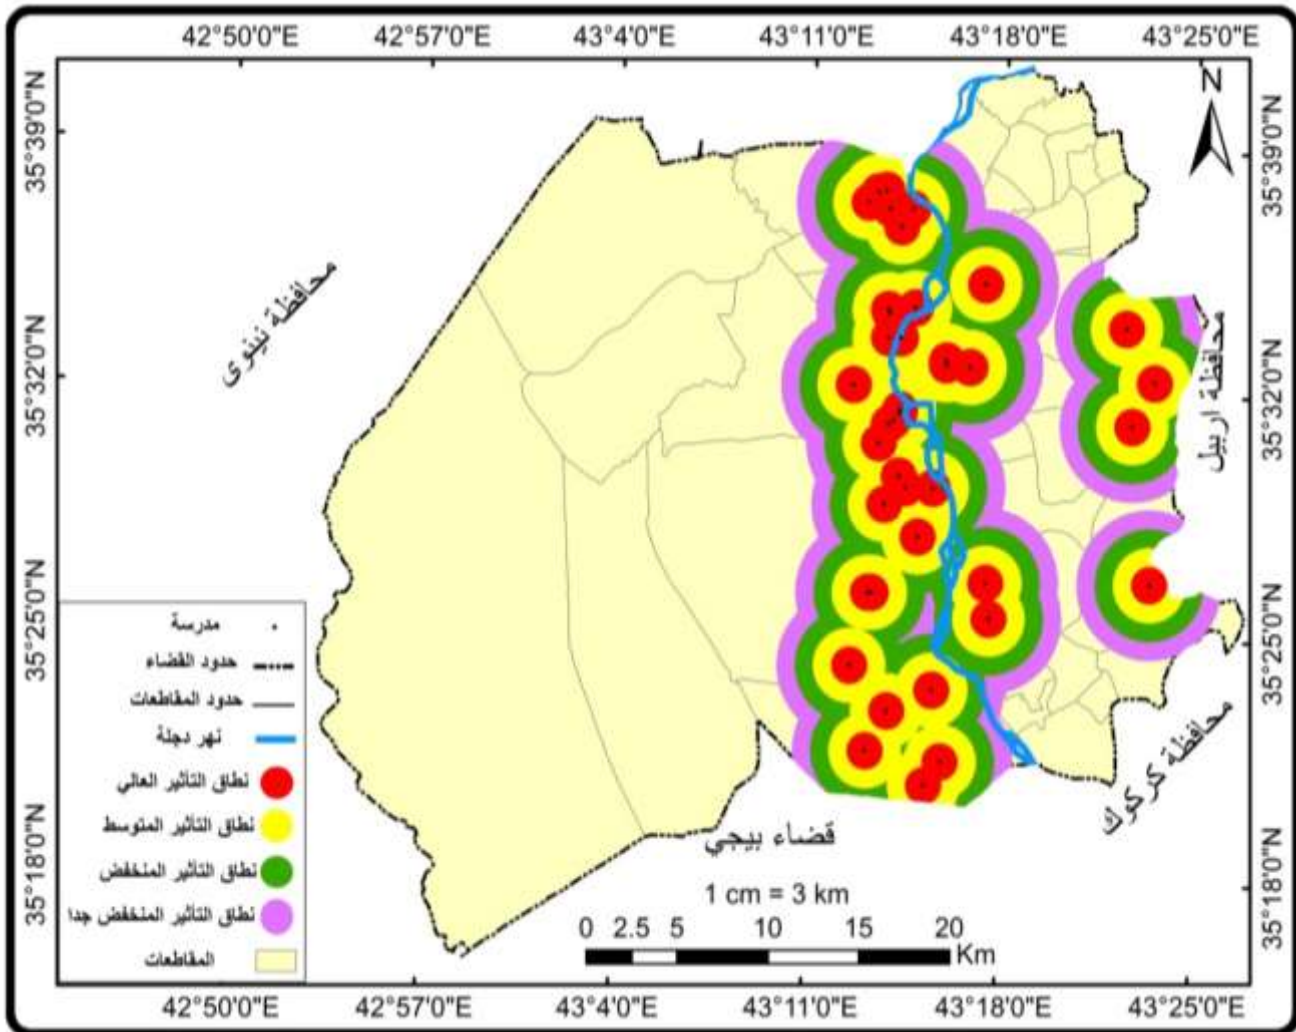 42°50'0"E 42°57'0"E 43°4'0"E 43°11'0"E 43°18'0"E 43°25'0"E
N
35°39'0"N
35°39'0"N
محافظة نينوى
35°32'0"N
35°32'0"N
محافظة اربيل
35°25'0"N
35°25'0"N
مدرسة
حدود القضاء
حدود المقاطعات
نهر دجلة
نطاق التأثير العالي
نطاق التأثير المتوسط
نطاق التأثير المنخفض
نطاق التأثير المنخفض جدا
المقاطعات
محافظة كركوك
قضاء بيجي
35°18'0"N
35°18'0"N
1 cm = 3 km
0 2.5 5 10 15 20
Km
42°50'0"E 42°57'0"E 43°4'0"E 43°11'0"E 43°18'0"E 43°25'0"E